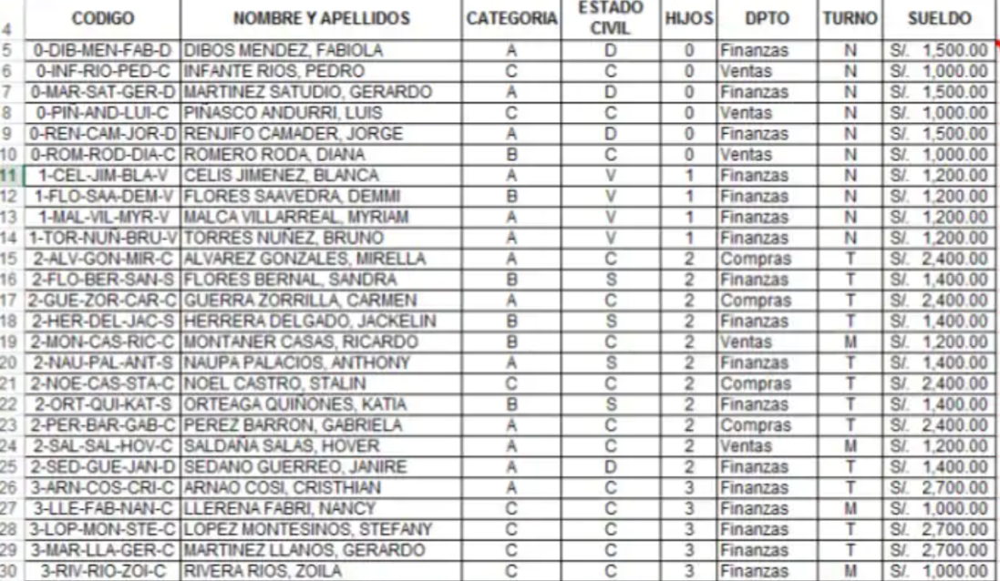 4 CODIGO NOMBRE Y APELLIDOS CATEGORIA ESTADO CIVIL HIJOS DPTO TURNO SUELDO
5 0-DIB-MEN-FAB-D DIBOS MENDEZ, FABIOLA A D 0 Finanzas N S/. 1,500.00
6 0-INF-RIO-PED-C INFANTE RIOS, PEDRO C C 0 Ventas N S/. 1,000.00
7 0-MAR-SAT-GER-D MARTINEZ SATUDIO, GERARDO A D 0 Finanzas N S/. 1,500.00
8 0-PIÑ-AND-LUI-C PIÑASCO ANDURRI, LUIS C C 0 Ventas N S/. 1,000.00
9 0-REN-CAM-JOR-D RENJIFO CAMADER, JORGE A D 0 Finanzas N S/. 1,500.00
10 0-ROM-ROD-DIA-C ROMERO RODA, DIANA B C 0 Ventas N S/. 1,000.00
11 1-CEL-JIM-BLA-V CELIS JIMENEZ, BLANCA A V 1 Finanzas N S/. 1,200.00
12 1-FLO-SAA-DEM-V FLORES SAAVEDRA, DEMMI B V 1 Finanzas N S/. 1,200.00
13 1-MAL-VIL-MYR-V MALCA VILLARREAL, MYRIAM A V 1 Finanzas N S/. 1,200.00
14 1-TOR-NUÑ-BRU-V TORRES NUÑEZ, BRUNO A V 1 Finanzas N S/. 1,200.00
15 2-ALV-GON-MIR-C ALVAREZ GONZALES, MIRELLA A C 2 Compras T S/. 2,400.00
16 2-FLO-BER-SAN-S FLORES BERNAL, SANDRA B S 2 Finanzas T S/. 1,400.00
17 2-GUE-ZOR-CAR-C GUERRA ZORRILLA, CARMEN A C 2 Compras T S/. 2,400.00
18 2-HER-DEL-JAC-S HERRERA DELGADO, JACKELIN B S 2 Finanzas T S/. 1,400.00
19 2-MON-CAS-RIC-C MONTANER CASAS, RICARDO B C 2 Ventas M S/. 1,200.00
20 2-NAU-PAL-ANT-S NAUPA PALACIOS, ANTHONY A S 2 Finanzas T S/. 1,400.00
21 2-NOE-CAS-STA-C NOEL CASTRO, STALIN C C 2 Compras T S/. 2,400.00
22 2-ORT-QUI-KAT-S ORTEAGA QUIÑONES, KATIA B S 2 Finanzas T S/. 1,400.00
23 2-PER-BAR-GAB-C PEREZ BARRON, GABRIELA A C 2 Compras T S/. 2,400.00
24 2-SAL-SAL-HOV-C SALDAÑA SALAS, HOVER A C 2 Ventas M S/. 1,200.00
25 2-SED-GUE-JAN-D SEDANO GUERREO, JANIRE A D 2 Finanzas T S/. 1,400.00
26 3-ARN-COS-CRI-C ARNAO COSI, CRISTHIAN A C 3 Finanzas T S/. 2,700.00
27 3-LLE-FAB-NAN-C LLERENA FABRI, NANCY C C 3 Finanzas M S/. 1,000.00
28 3-LOP-MON-STE-C LOPEZ MONTESINOS, STEFANY C C 3 Finanzas T S/. 2,700.00
29 3-MAR-LLA-GER-C MARTINEZ LLANOS, GERARDO C C 3 Finanzas T S/. 2,700.00
30 3-RIV-RIO-ZOI-C RIVERA RIOS, ZOILA C C 3 Finanzas M S/. 1,000.00